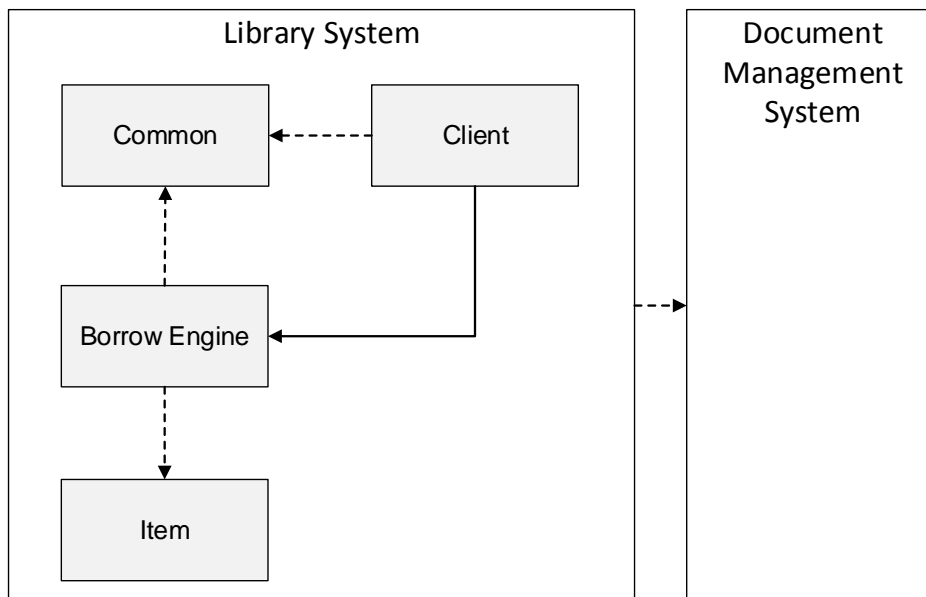 Library System
Document
Management
System
Common
Client
Borrow Engine
Item